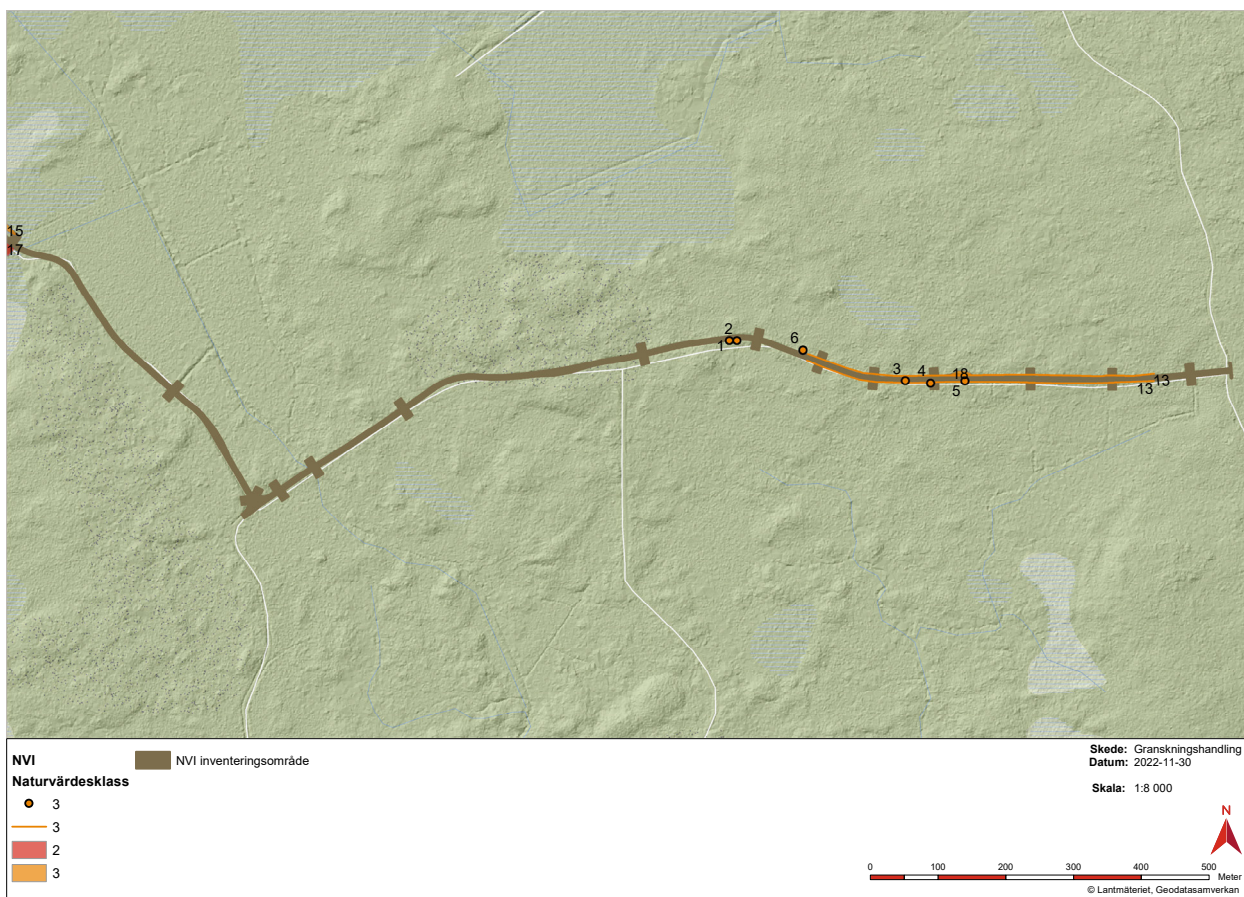 15
17
2
1
6
3
4
18
5
13
13
NVI
NVI inventeringsområde
Naturvärdesklass
3
3
2
3
Skede: Granskningshandling
Datum: 2022-11-30
Skala: 1:8 000
N
0 100 200 300 400 500
Meter
© Lantmäteriet, Geodatasamverkan